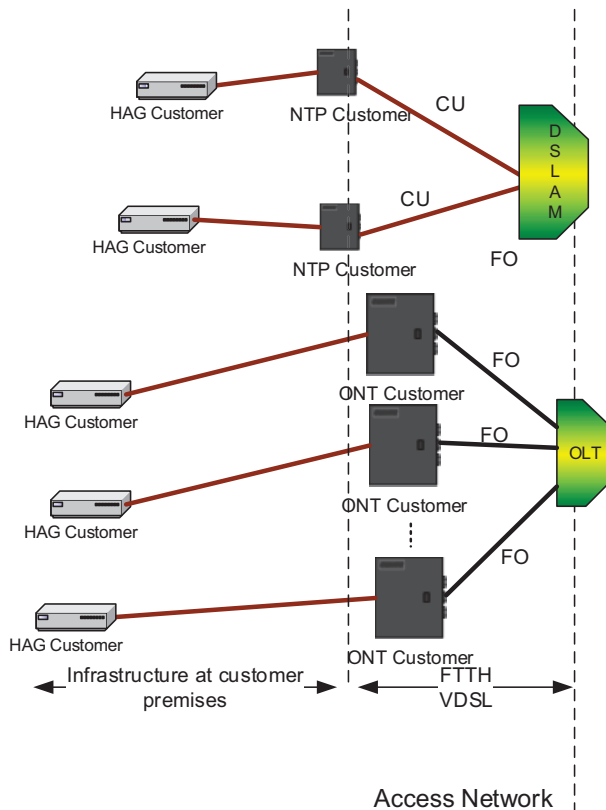 HAG Customer
NTP Customer
CU
DSLAM
HAG Customer
NTP Customer
CU
FO
HAG Customer
ONT Customer
FO
HAG Customer
ONT Customer
FO
OLT
HAG Customer
ONT Customer
FO
Infrastructure at customer
premises
FTTH
VDSL
Access Network